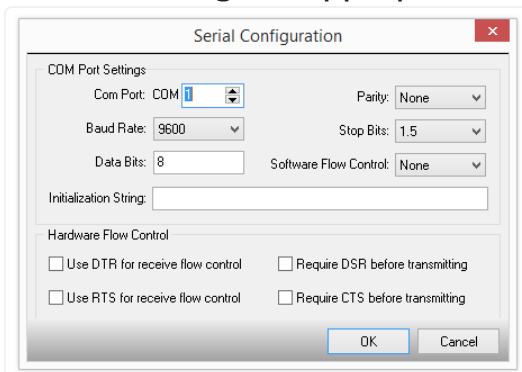 Serial Configuration
COM Port Settings
Com Port: COM 1 Parity: None
Baud Rate: 9600 Stop Bits: 1.5
Data Bits: 8 Software Flow Control: None
Initialization String:
Hardware Flow Control
Use DTR for receive flow control Require DSR before transmitting
Use RTS for receive flow control Require CTS before transmitting
OK Cancel